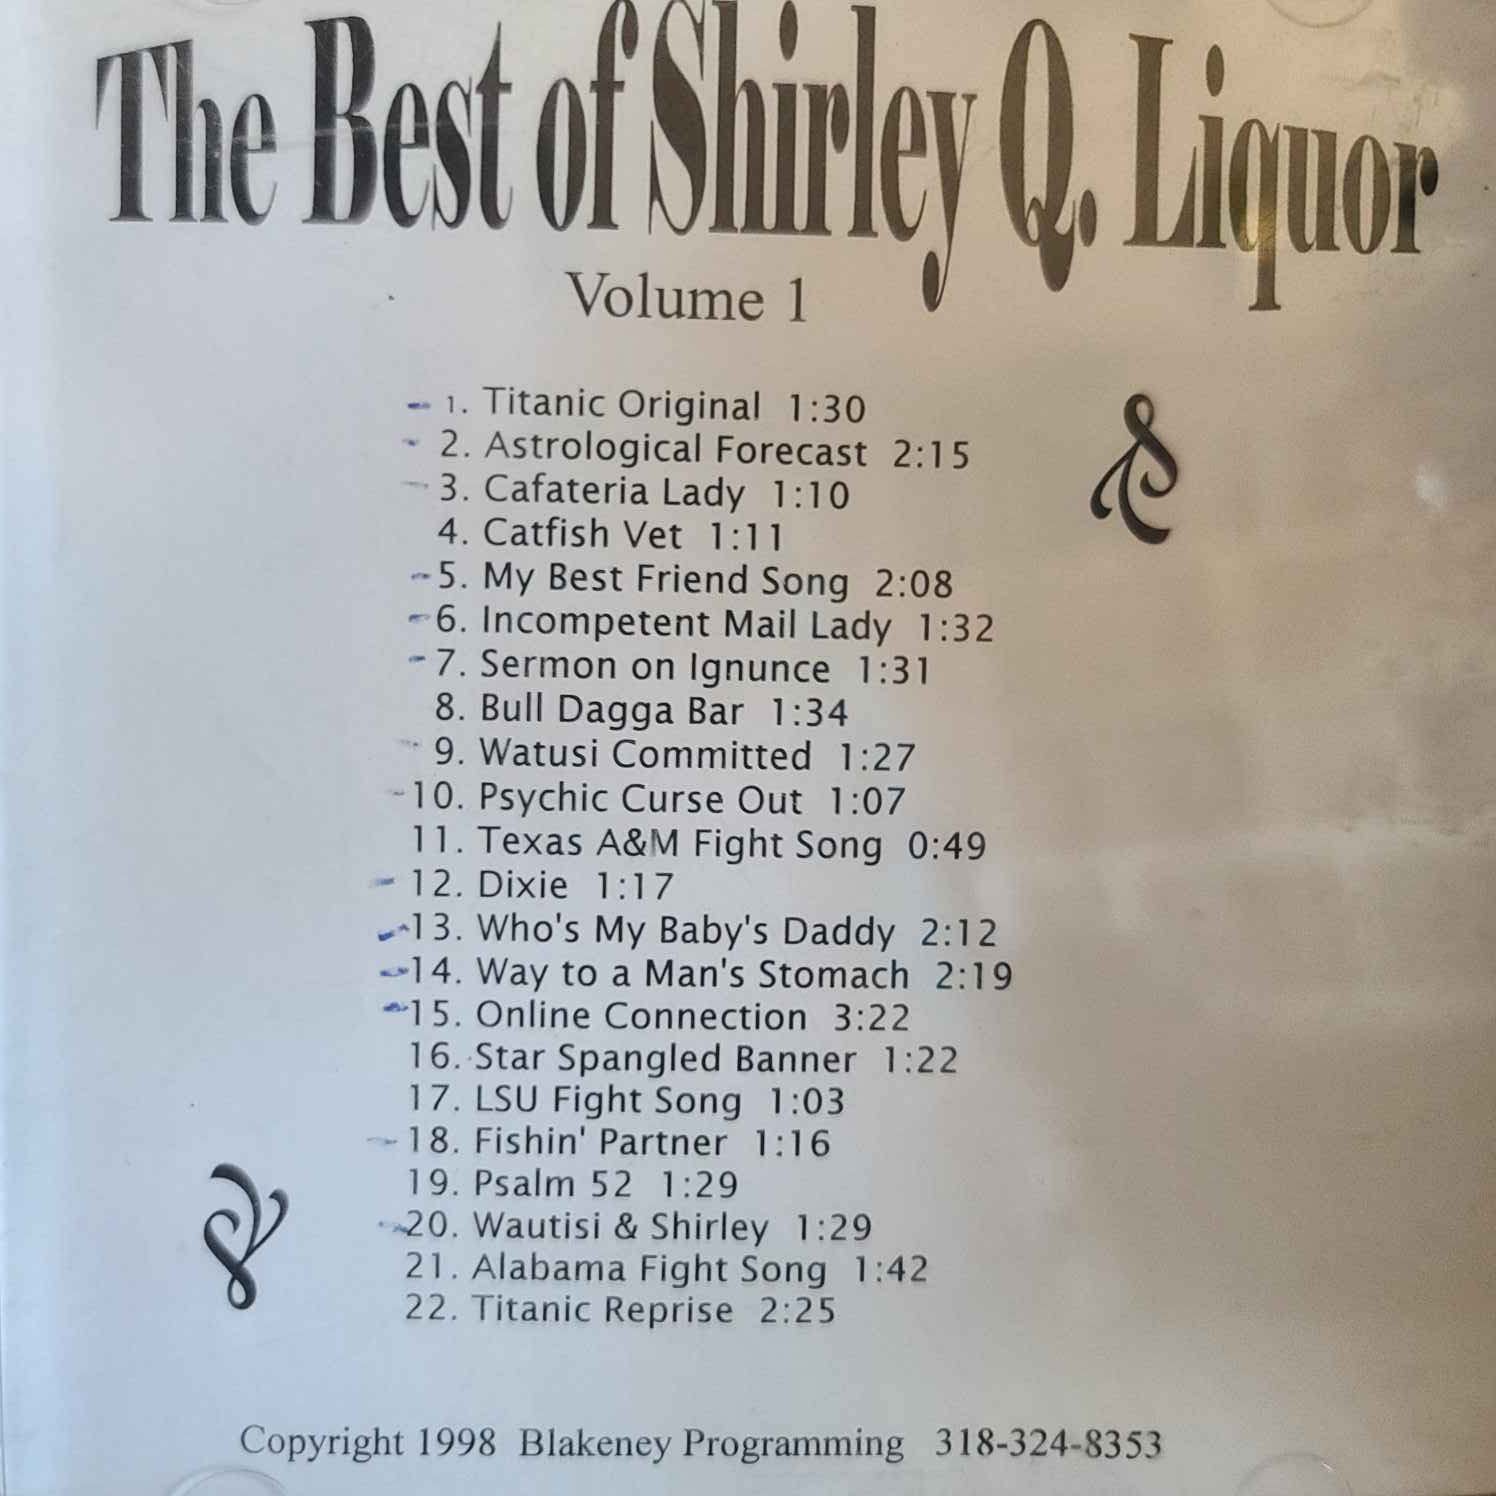 The Best of Shirley Q. Liquor
Volume 1
1. Titanic Original 1:30
2. Astrological Forecast 2:15
3. Cafateria Lady 1:10
4. Catfish Vet 1:11
5. My Best Friend Song 2:08
6. Incompetent Mail Lady 1:32
7. Sermon on Ignunce 1:31
8. Bull Dagga Bar 1:34
9. Watusi Committed 1:27
10. Psychic Curse Out 1:07
11. Texas A&M Fight Song 0:49
12. Dixie 1:17
13. Who's My Baby's Daddy 2:12
14. Way to a Man's Stomach 2:19
15. Online Connection 3:22
16. Star Spangled Banner 1:22
17. LSU Fight Song 1:03
18. Fishin' Partner 1:16
19. Psalm 52 1:29
20. Wautisi & Shirley 1:29
21. Alabama Fight Song 1:42
22. Titanic Reprise 2:25
Copyright 1998 Blakeney Programming 318-324-8353